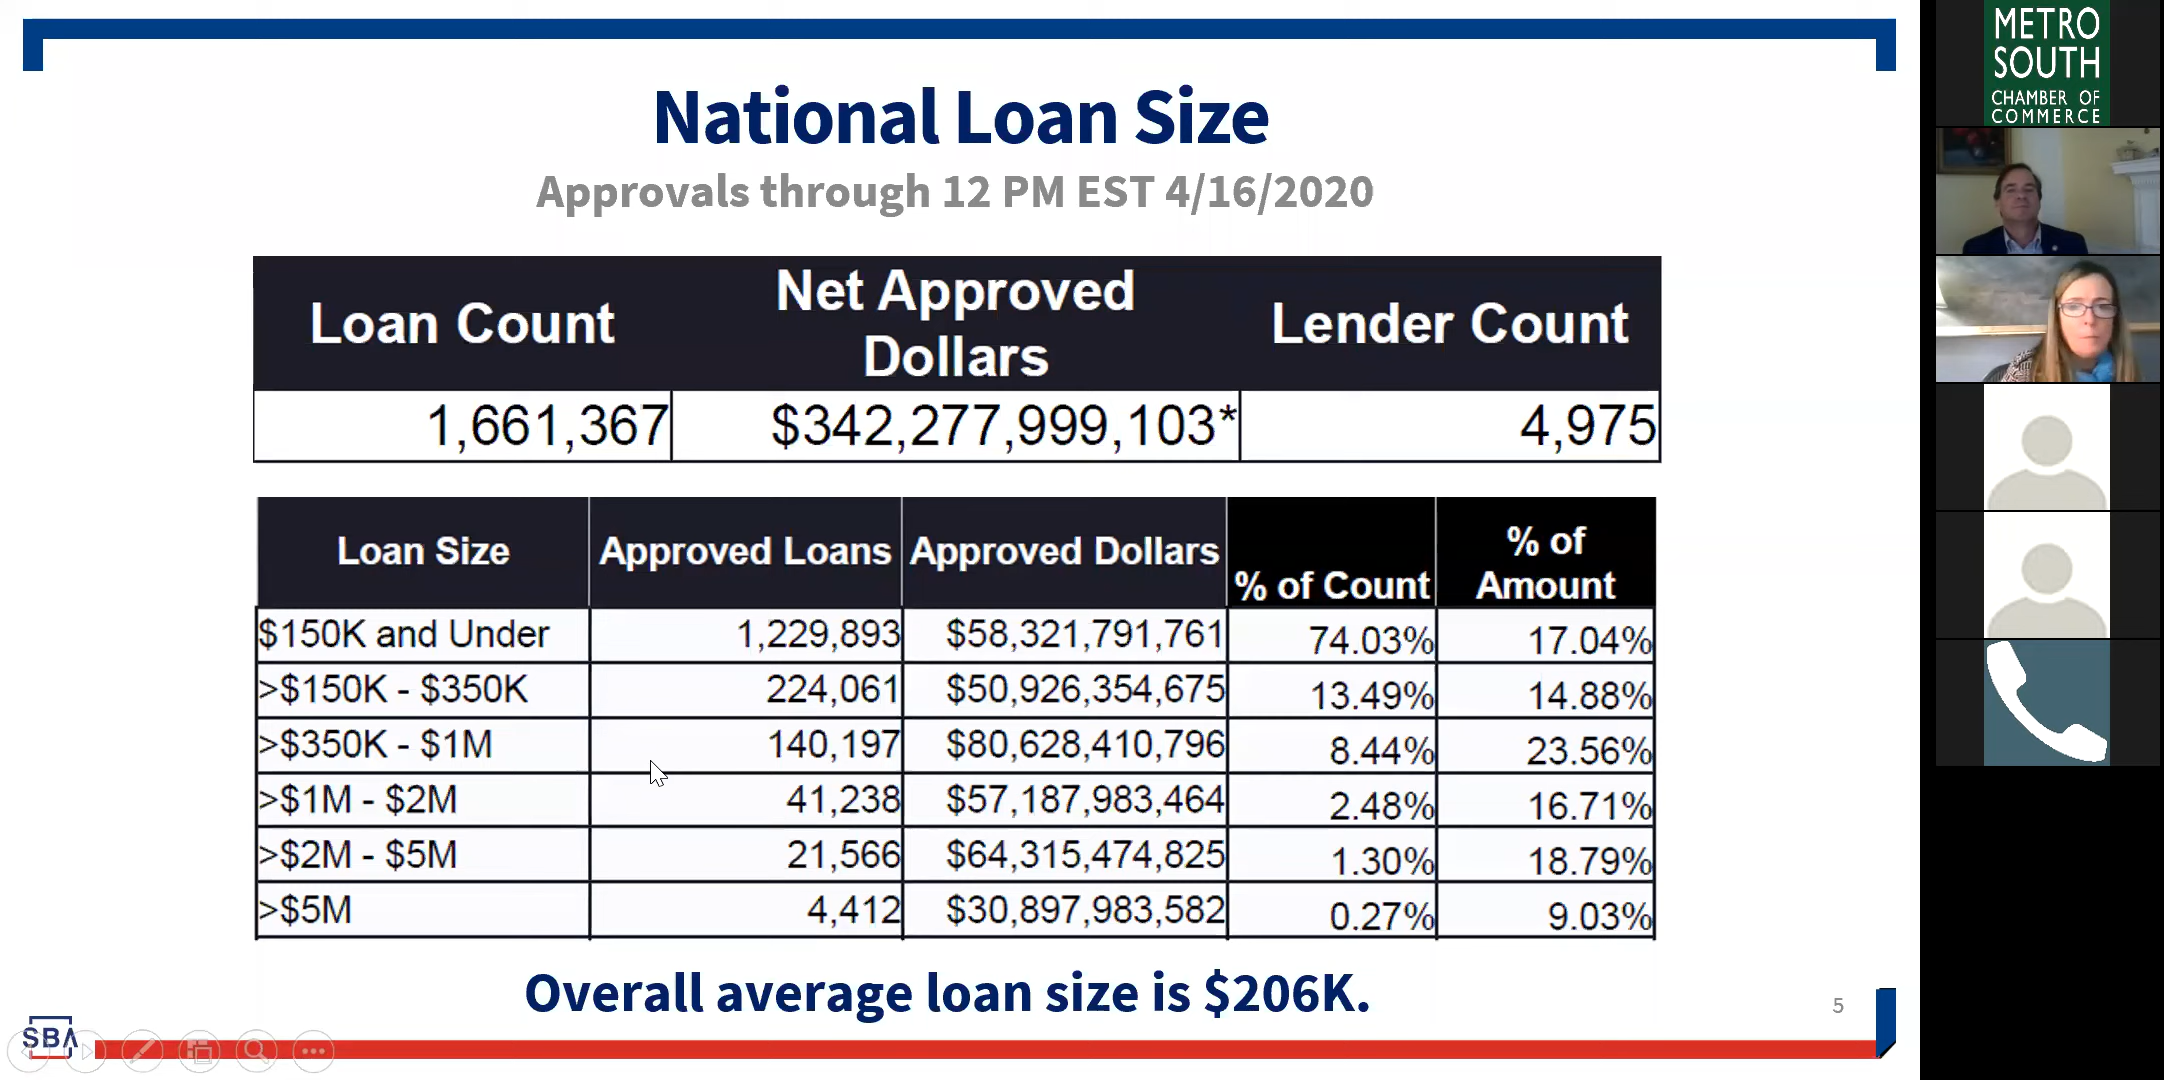 National Loan Size
Approvals through 12 PM EST 4/16/2020
Loan Count
Net Approved
Dollars
Lender Count
1,661,367 $342,277,999,103* 4,975
Loan Size Approved Loans Approved Dollars % of Count % of
Amount
$150K and Under 1,229,893 $58,321,791,761 74.03% 17.04%
>$150K - $350K 224,061 $50,926,354,675 13.49% 14.88%
>$350K - $1M 140,197 $80,628,410,796 8.44% 23.56%
>$1M - $2M 41,238 $57,187,983,464 2.48% 16.71%
>$2M - $5M 21,566 $64,315,474,825 1.30% 18.79%
>$5M 4,412 $30,897,983,582 0.27% 9.03%
Overall average loan size is $206K.
5
SBA
METRO
SOUTH
CHAMBER OF
COMMERCE